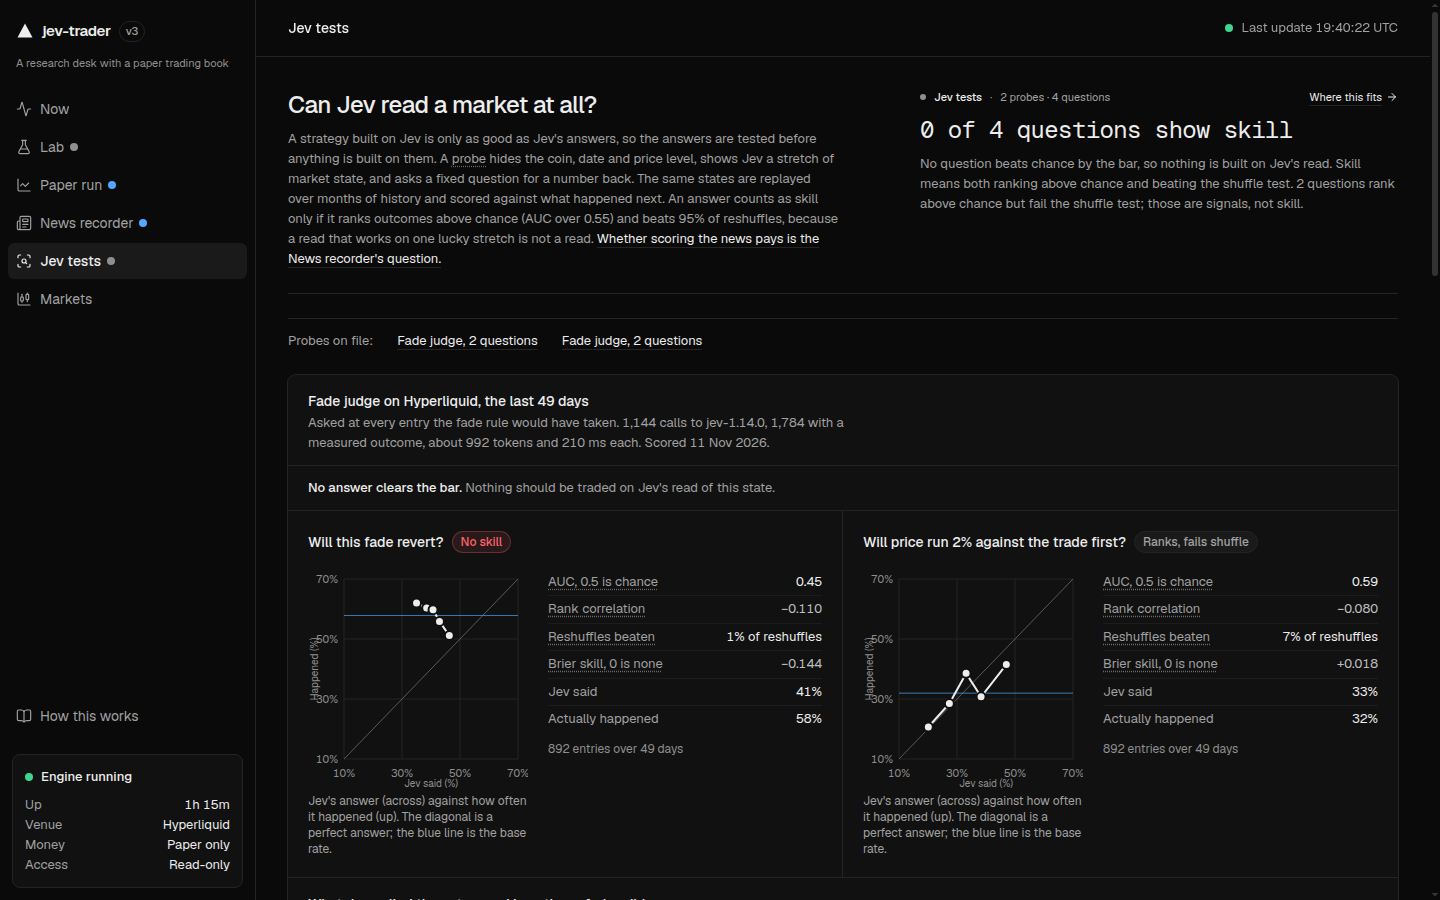 jev-trader v3
A research desk with a paper trading book
Now
Lab
Paper run
News recorder
Jev tests
Markets
How this works
Engine running
Up 1h 15m
Venue Hyperliquid
Money Paper only
Access Read-only
Jev tests
Last update 19:40:22 UTC
Can Jev read a market at all?
A strategy built on Jev is only as good as Jev's answers, so the answers are tested before
anything is built on them. A probe hides the coin, date and price level, shows Jev a stretch of
market state, and asks a fixed question for a number back. The same states are replayed
over months of history and scored against what happened next. An answer counts as skill
only if it ranks outcomes above chance (AUC over 0.55) and beats 95% of reshuffles, because
a read that works on one lucky stretch is not a read. Whether scoring the news pays is the
News recorder's question.
Jev tests · 2 probes · 4 questions
Where this fits →
0 of 4 questions show skill
No question beats chance by the bar, so nothing is built on Jev's read. Skill
means both ranking above chance and beating the shuffle test. 2 questions rank
above chance but fail the shuffle test; those are signals, not skill.
Probes on file: Fade judge, 2 questions Fade judge, 2 questions
Fade judge on Hyperliquid, the last 49 days
Asked at every entry the fade rule would have taken. 1,144 calls to jev-1.14.0, 1,784 with a
measured outcome, about 992 tokens and 210 ms each. Scored 11 Nov 2026.
No answer clears the bar. Nothing should be traded on Jev's read of this state.
Will this fade revert? No skill
70%
50%
30%
10%
Happened (%)
10% 30% 50% 70%
Jev said (%)
Jev's answer (across) against how often
it happened (up). The diagonal is a
perfect answer; the blue line is the base
rate.
AUC, 0.5 is chance 0.45
Rank correlation −0.110
Reshuffles beaten 1% of reshuffles
Brier skill, 0 is none −0.144
Jev said 41%
Actually happened 58%
892 entries over 49 days
Will price run 2% against the trade first? Ranks, fails shuffle
70%
50%
30%
10%
Happened (%)
10% 30% 50% 70%
Jev said (%)
Jev's answer (across) against how often
it happened (up). The diagonal is a
perfect answer; the blue line is the base
rate.
AUC, 0.5 is chance 0.59
Rank correlation −0.080
Reshuffles beaten 7% of reshuffles
Brier skill, 0 is none +0.018
Jev said 33%
Actually happened 32%
892 entries over 49 days